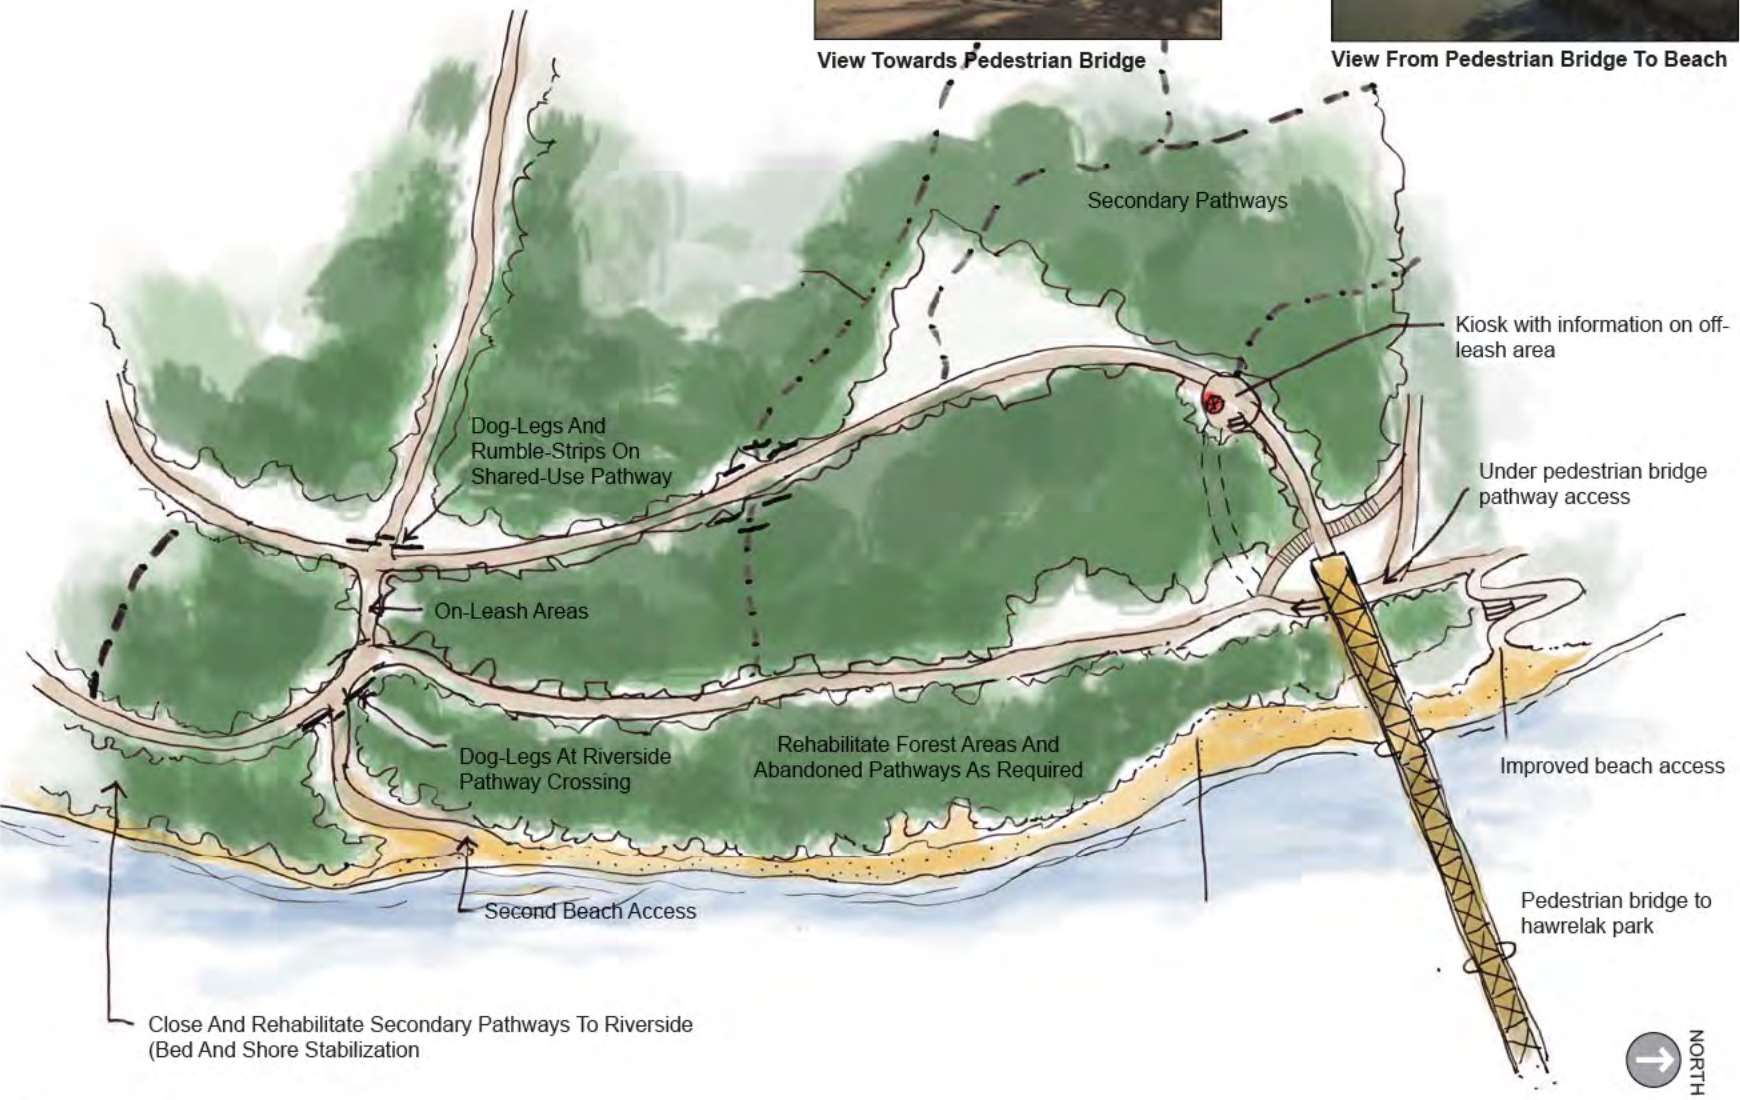 View Towards Pedestrian Bridge
View From Pedestrian Bridge To Beach
Secondary Pathways
Kiosk with information on off-
leash area
Dog-Legs And
Rumble-Strips On
Shared-Use Pathway
Under pedestrian bridge
pathway access
On-Leash Areas
Dog-Legs At Riverside
Pathway Crossing
Rehabilitate Forest Areas And
Abandoned Pathways As Required
Improved beach access
Second Beach Access
Pedestrian bridge to
hawrelak park
Close And Rehabilitate Secondary Pathways To Riverside
(Bed And Shore Stabilization
NORTH